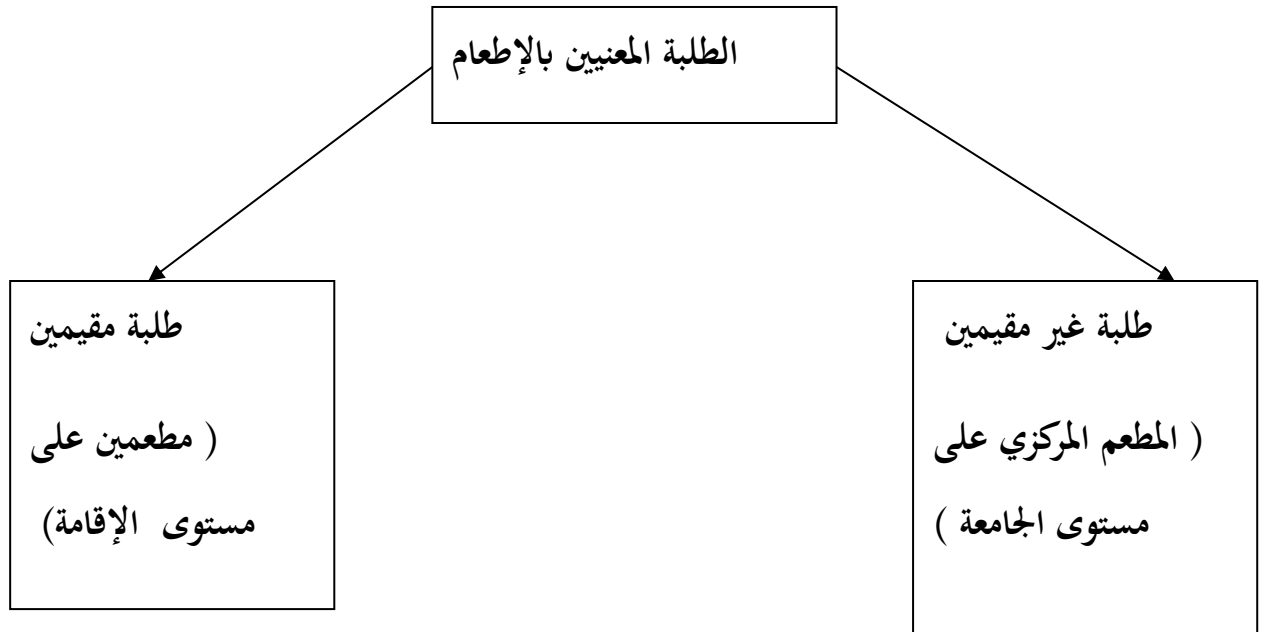 الطلبة المعنيين بالإطعام
طلبة غير مقيمين
( المطعم المركزي على
مستوى الجامعة )
طلبة مقيمين
( مطعمين على
مستوى الإقامة)